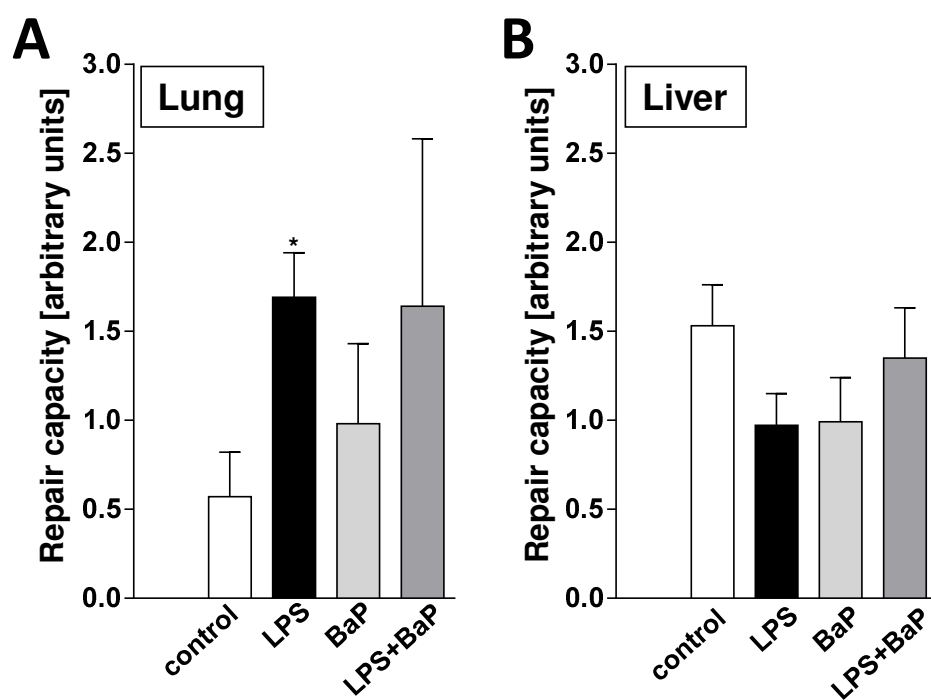 A
Lung
Repair capacity [arbitrary units]
3.0
2.5
2.0
1.5
1.0
0.5
0.0
*
control
LPS
BaP
LPS+BaP
B
Liver
Repair capacity [arbitrary units]
3.0
2.5
2.0
1.5
1.0
0.5
0.0
control
LPS
BaP
LPS+BaP